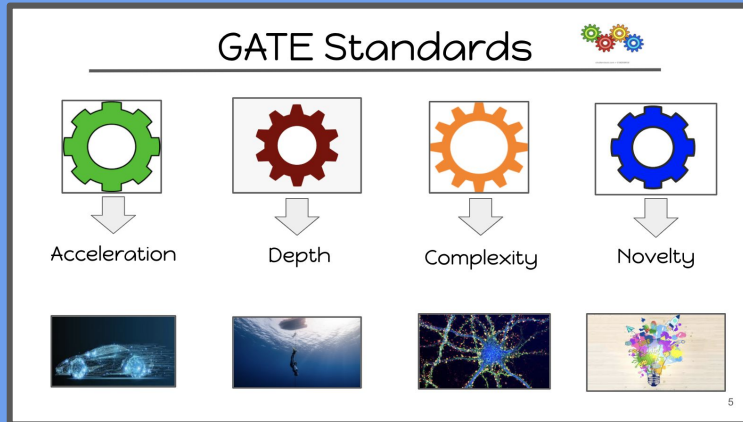 GATE Standards
Acceleration
Depth
Complexity
Novelty
5